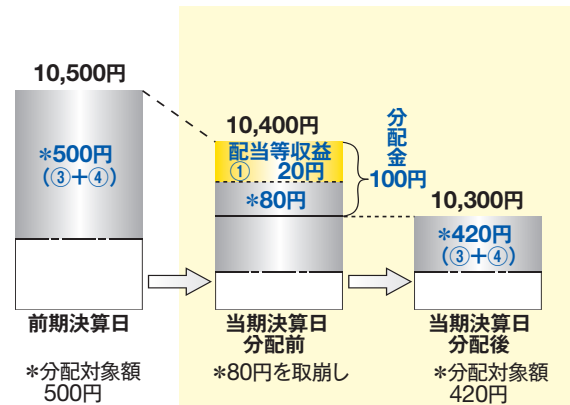 10,500円
*500円
(③+④)
前期決算日
*分配対象額
500円
10,400円
配当等収益
① 20円
*80円
分配金
100円
当期決算日
分配前
*80円を取崩し
10,300円
*420円
(③+④)
当期決算日
分配後
*分配対象額
420円